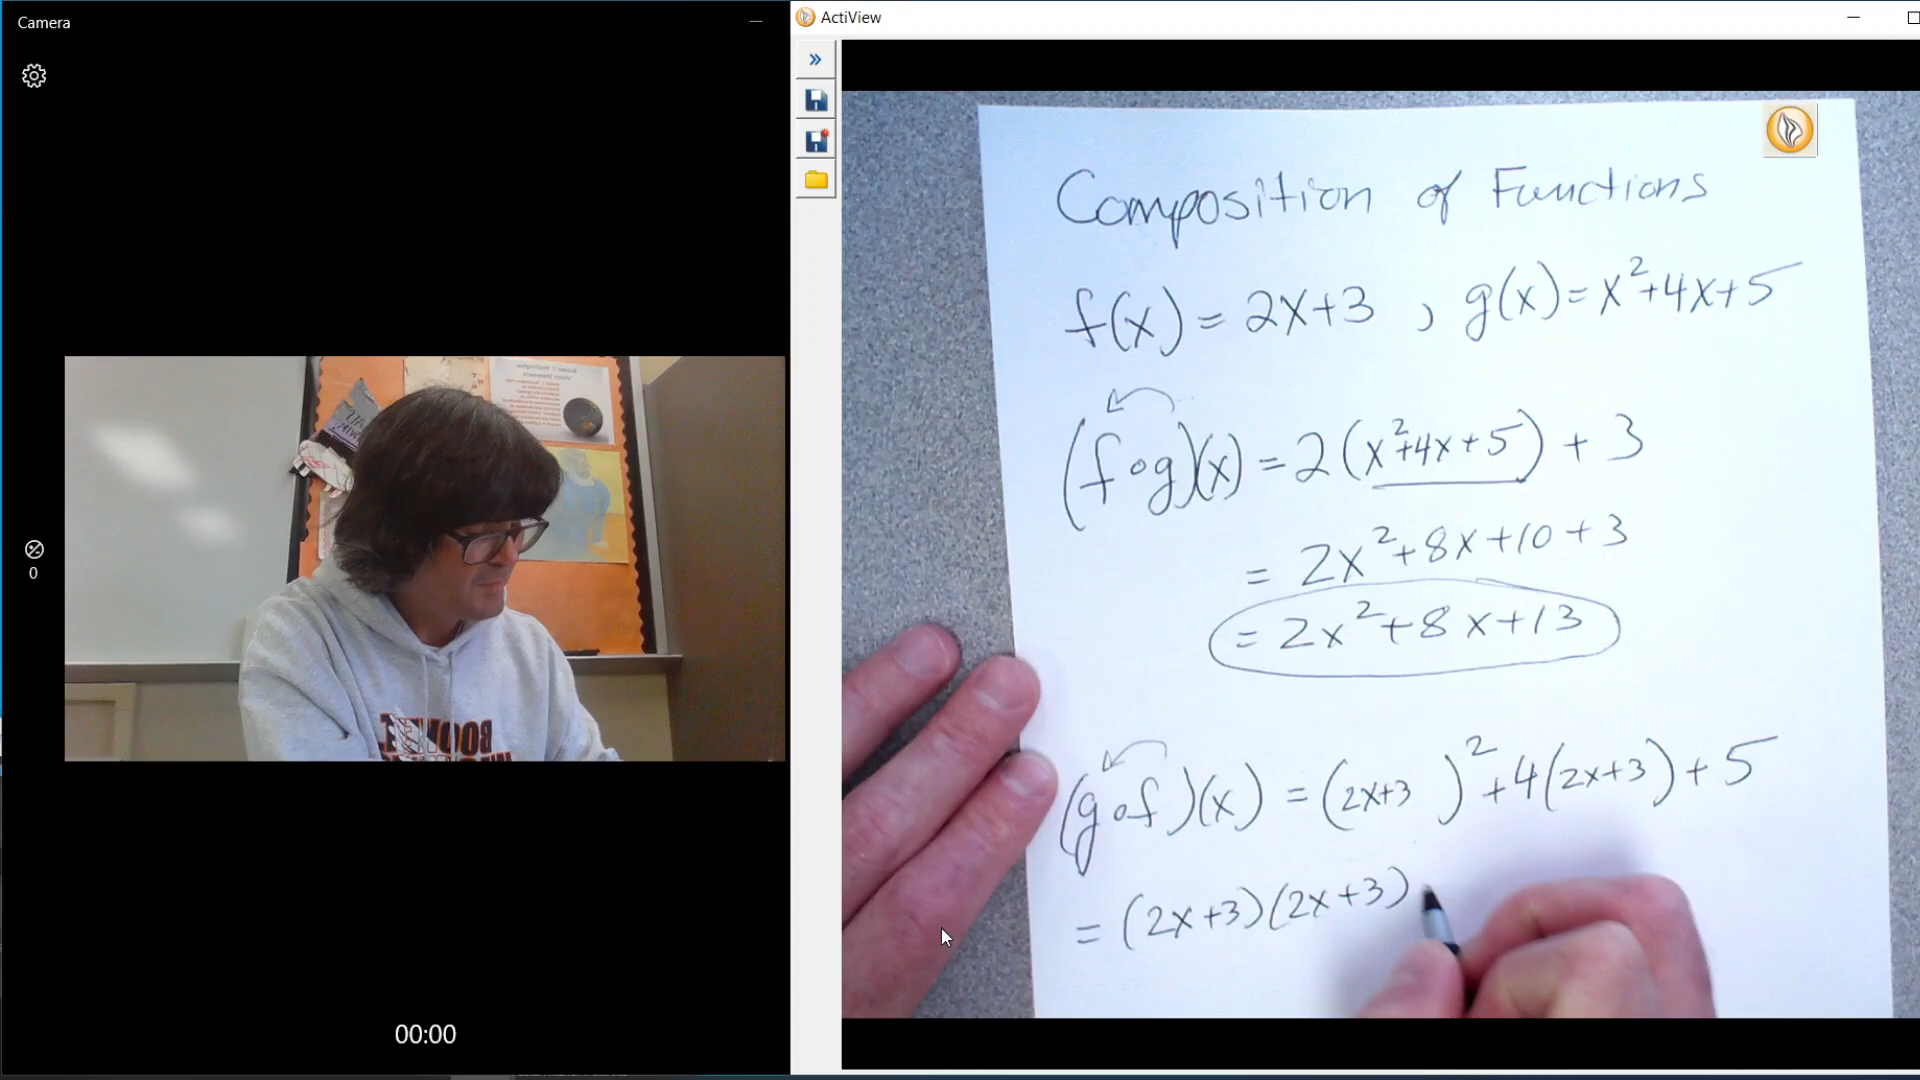 Camera
ActiView
0
00:00
Composition of Functions
f(x) = 2x+3 , g(x) = x²+4x+5
(f∘g)(x) = 2(x²+4x+5) + 3
= 2x²+8x+10+3
= 2x²+8x+13
(g∘f)(x) = (2x+3 )²+4(2x+3)+5
= (2x+3)(2x+3)